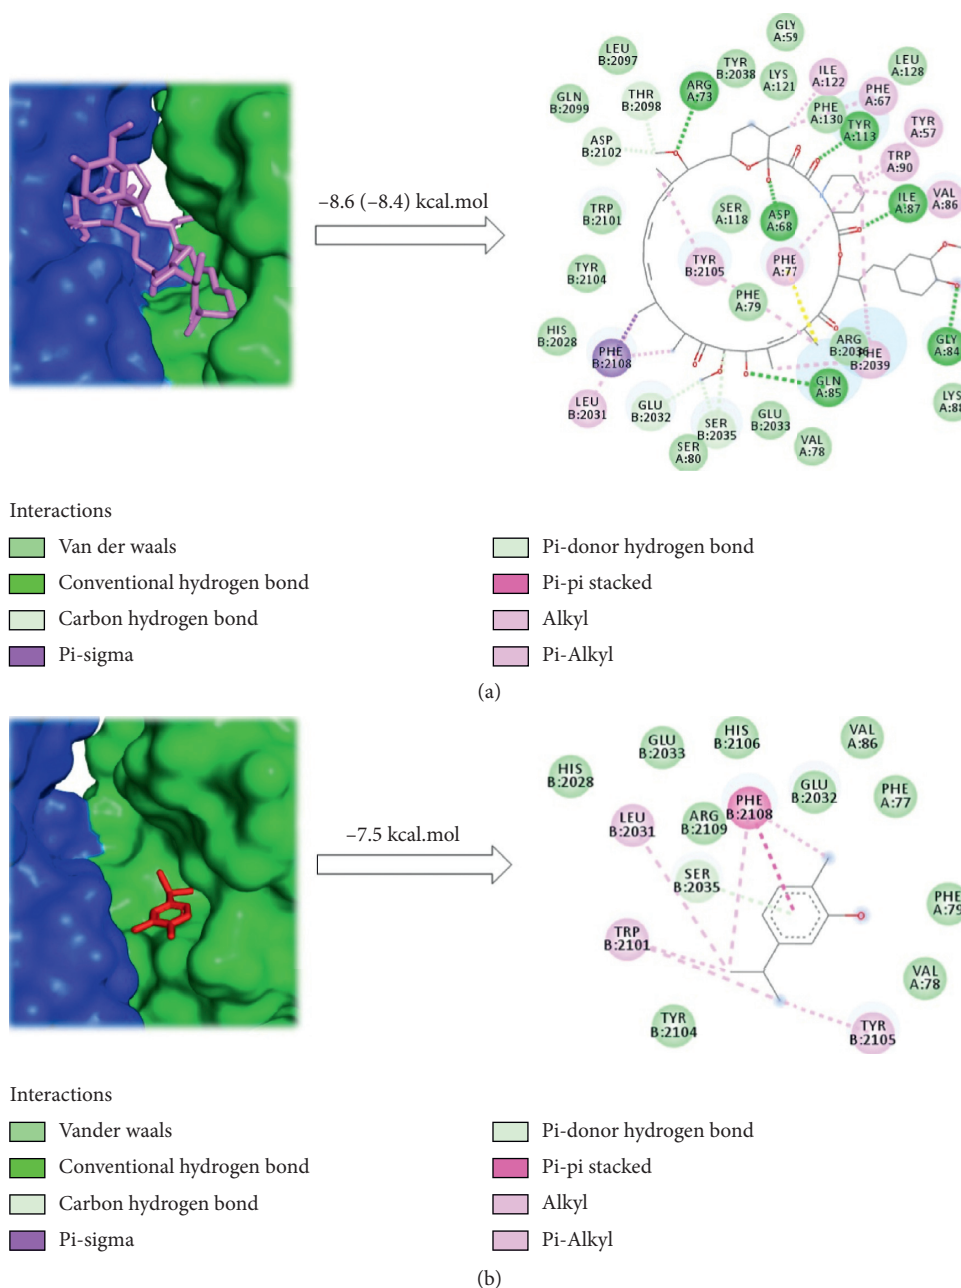 GLY
A:59
LEU
B:2097
TYR
B:2038
LYS
A:121
ILE
A:122
LEU
A:128
GLN
B:2099
THR
B:2098
ARG
A:73
PHE
A:130
PHE
A:67
ASP
B:2102
TYR
A:113
TYR
A:57
TRP
A:90
TRP
B:2101
SER
A:118
ASP
A:68
ILE
A:87
VAL
A:86
–8.6 (–8.4) kcal.mol
TYR
B:2104
TYR
B:2105
PHE
A:77
PHE
A:79
HIS
B:2028
PHE
B:2108
ARG
B:2036
PHE
B:2039
GLY
A:84
LEU
B:2031
GLU
B:2032
SER
B:2035
GLU
B:2033
GLN
A:85
LYS
A:88
SER
A:80
VAL
A:78
O
O
O
O
O
O
O
O
O
O
N
Interactions
Van der waals
Conventional hydrogen bond
Carbon hydrogen bond
Pi-sigma
Pi-donor hydrogen bond
Pi-pi stacked
Alkyl
Pi-Alkyl
(a)
HIS
B:2028
GLU
B:2033
HIS
B:2106
VAL
A:86
LEU
B:2031
ARG
B:2109
PHE
B:2108
GLU
B:2032
PHE
A:77
–7.5 kcal.mol
SER
B:2035
PHE
A:79
TRP
B:2101
O
VAL
A:78
TYR
B:2104
TYR
B:2105
Interactions
Vander waals
Conventional hydrogen bond
Carbon hydrogen bond
Pi-sigma
Pi-donor hydrogen bond
Pi-pi stacked
Alkyl
Pi-Alkyl
(b)